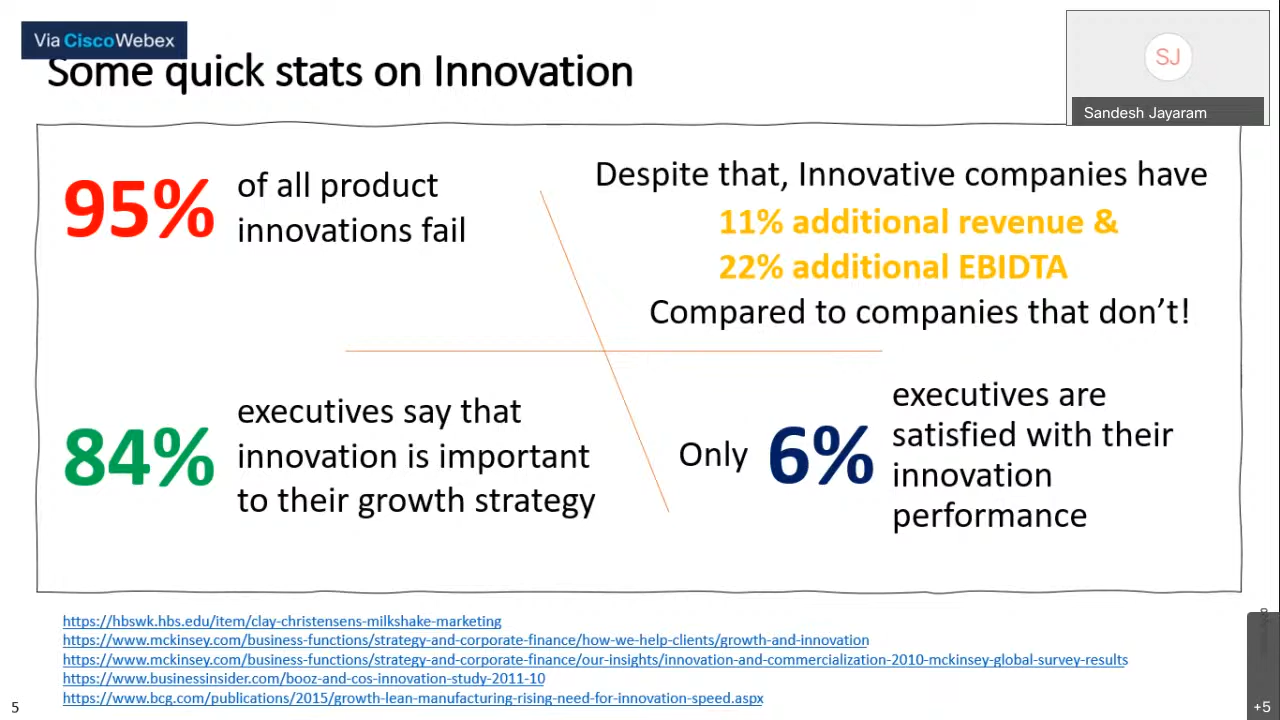 Via Cisco Webex
Some quick stats on Innovation
SJ
Sandesh Jayaram
95%
of all product
innovations fail
Despite that, Innovative companies have
11% additional revenue &
22% additional EBIDTA
Compared to companies that don’t!
84%
executives say that
innovation is important
to their growth strategy
Only 6%
executives are
satisfied with their
innovation
performance
https://hbswk.hbs.edu/item/clay-christensens-milkshake-marketing
https://www.mckinsey.com/business-functions/strategy-and-corporate-finance/how-we-help-clients/growth-and-innovation
https://www.mckinsey.com/business-functions/strategy-and-corporate-finance/our-insights/innovation-and-commercialization-2010-mckinsey-global-survey-results
https://www.businessinsider.com/booz-and-cos-innovation-study-2011-10
https://www.bcg.com/publications/2015/growth-lean-manufacturing-rising-need-for-innovation-speed.aspx
5
+5